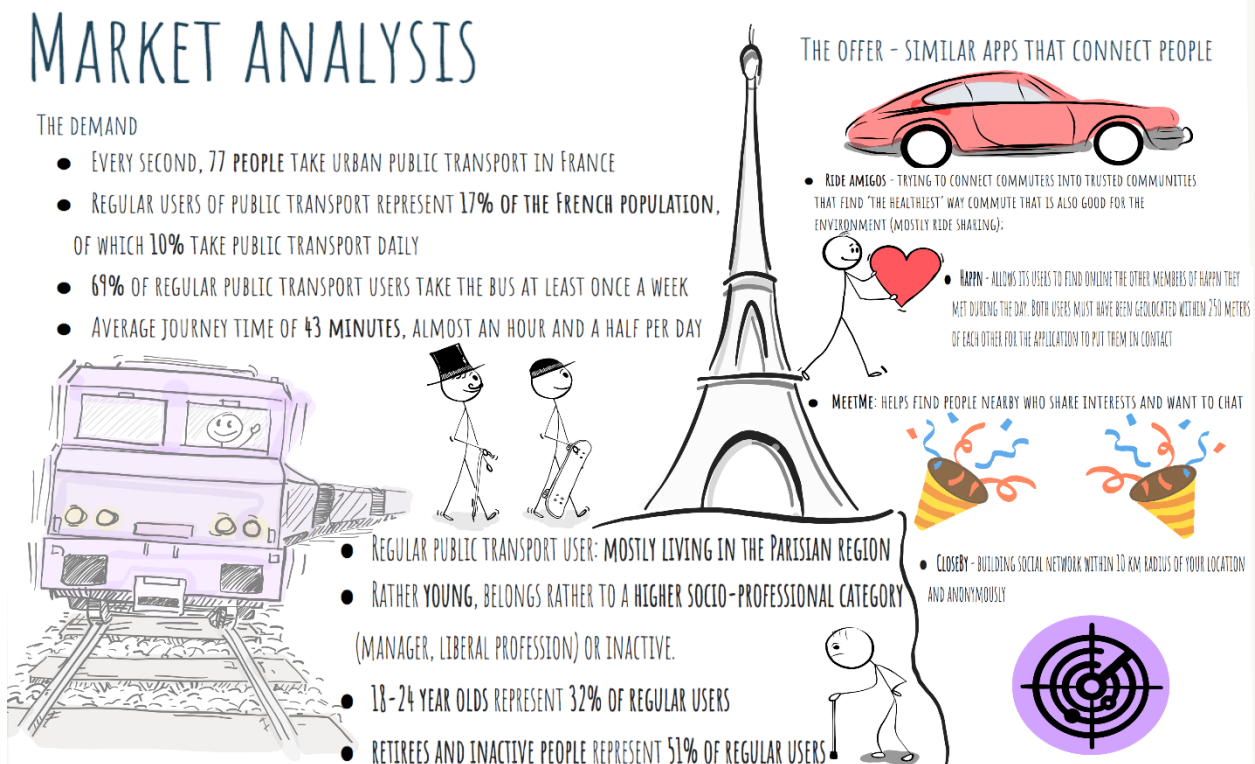 MARKET ANALYSIS
THE DEMAND
● EVERY SECOND, 77 PEOPLE TAKE URBAN PUBLIC TRANSPORT IN FRANCE
● REGULAR USERS OF PUBLIC TRANSPORT REPRESENT 17% OF THE FRENCH POPULATION,
OF WHICH 10% TAKE PUBLIC TRANSPORT DAILY
● 69% OF REGULAR PUBLIC TRANSPORT USERS TAKE THE BUS AT LEAST ONCE A WEEK
● AVERAGE JOURNEY TIME OF 43 MINUTES, ALMOST AN HOUR AND A HALF PER DAY
● REGULAR PUBLIC TRANSPORT USER: MOSTLY LIVING IN THE PARISIAN REGION
● RATHER YOUNG, BELONGS RATHER TO A HIGHER SOCIO-PROFESSIONAL CATEGORY
(MANAGER, LIBERAL PROFESSION) OR INACTIVE.
● 18-24 YEAR OLDS REPRESENT 32% OF REGULAR USERS
● RETIREES AND INACTIVE PEOPLE REPRESENT 51% OF REGULAR USERS
THE OFFER - SIMILAR APPS THAT CONNECT PEOPLE
● RIDE AMIGOS - TRYING TO CONNECT COMMUTERS INTO TRUSTED COMMUNITIES
THAT FIND 'THE HEALTHIEST' WAY COMMUTE THAT IS ALSO GOOD FOR THE
ENVIRONMENT (MOSTLY RIDE SHARING);
● HAPPN - ALLOWS ITS USERS TO FIND ONLINE THE OTHER MEMBERS OF HAPPN THEY
MET DURING THE DAY. BOTH USERS MUST HAVE BEEN GEOLOCATED WITHIN 250 METERS
OF EACH OTHER FOR THE APPLICATION TO PUT THEM IN CONTACT
● MEETME: HELPS FIND PEOPLE NEARBY WHO SHARE INTERESTS AND WANT TO CHAT
● CLOSEBY - BUILDING SOCIAL NETWORK WITHIN 10 KM RADIUS OF YOUR LOCATION
AND ANONYMOUSLY